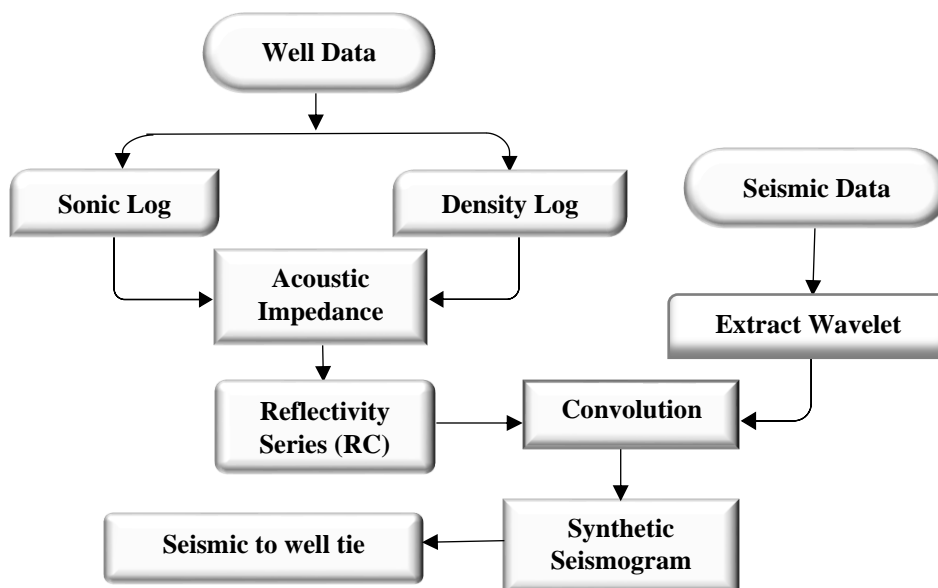 Well Data
Sonic Log
Density Log
Seismic Data
Acoustic
Impedance
Extract Wavelet
Reflectivity
Series (RC)
Convolution
Seismic to well tie
Synthetic
Seismogram